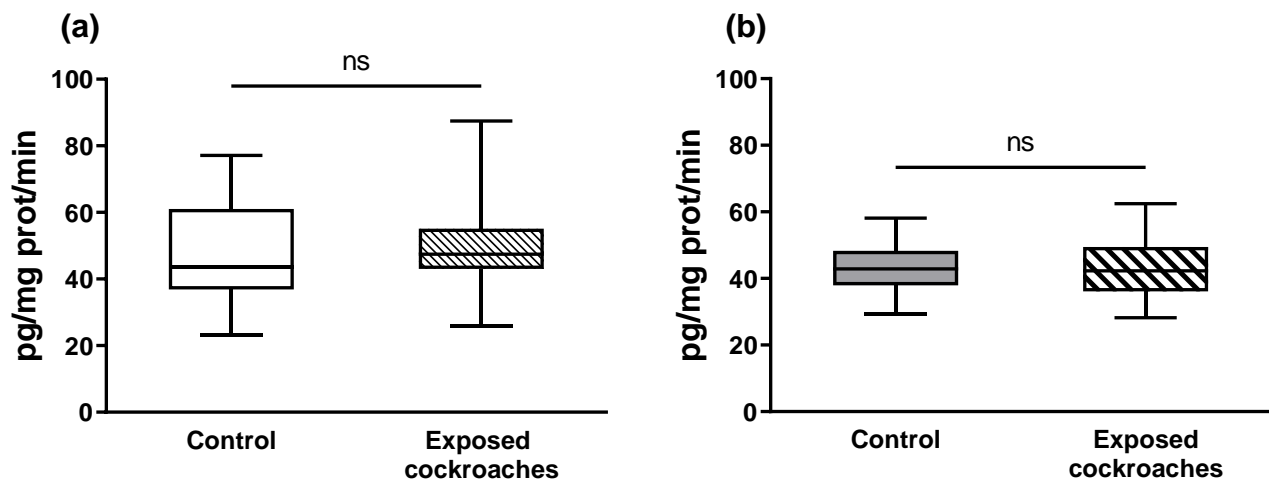 (a)
ns
100
80
60
40
20
0
pg/mg prot/min
Control
Exposed
cockroaches
(b)
ns
100
80
60
40
20
0
pg/mg prot/min
Control
Exposed
cockroaches